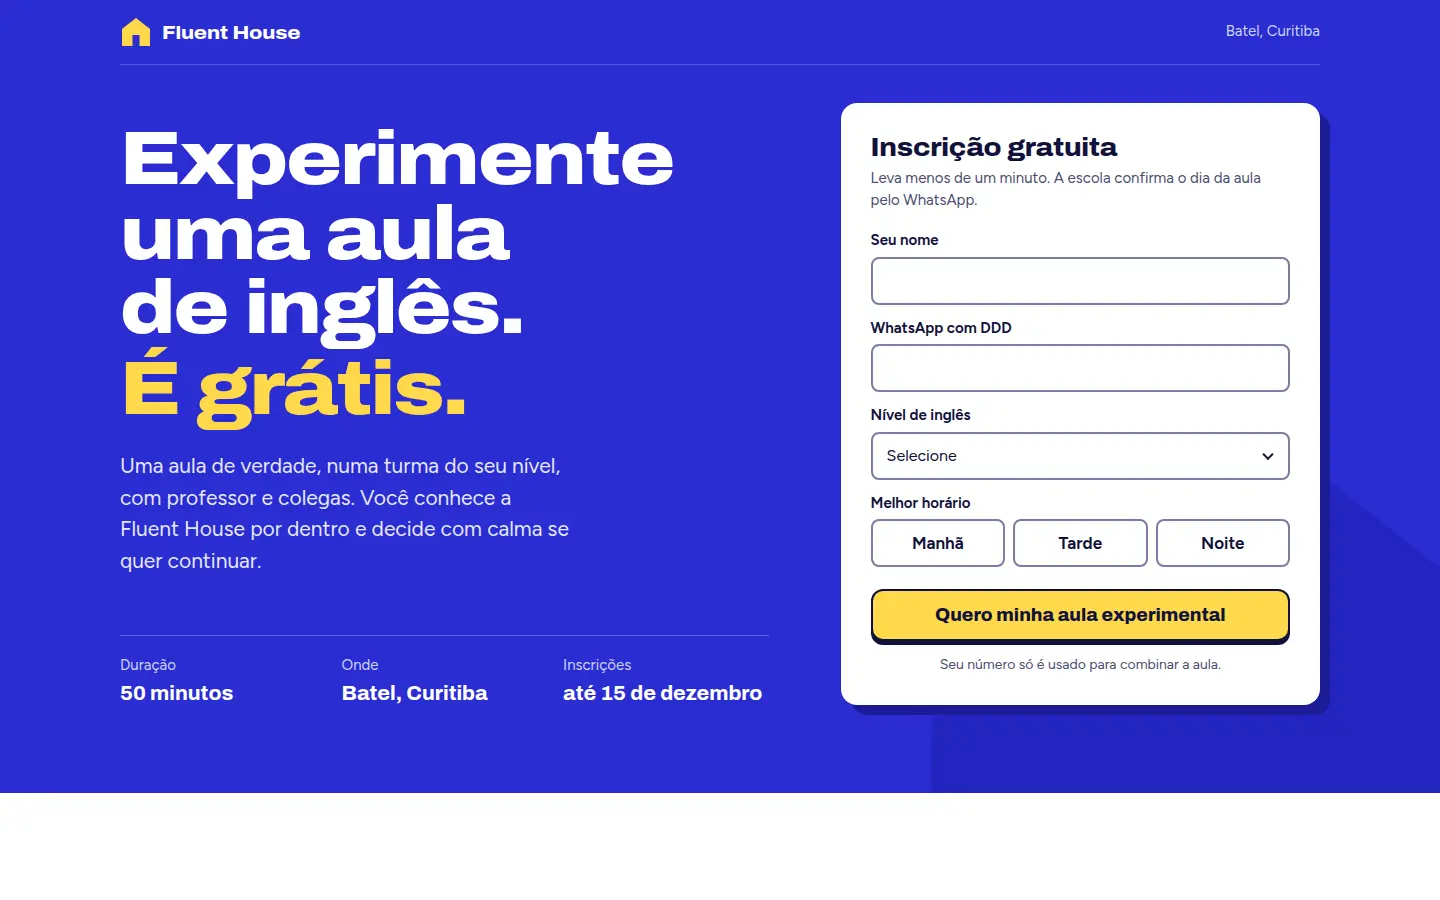 Fluent House
Batel, Curitiba
Experimente
uma aula
de inglês.
É grátis.
Uma aula de verdade, numa turma do seu nível,
com professor e colegas. Você conhece a
Fluent House por dentro e decide com calma se
quer continuar.
Duração
50 minutos
Onde
Batel, Curitiba
Inscrições
até 15 de dezembro
Inscrição gratuita
Leva menos de um minuto. A escola confirma o dia da aula
pelo WhatsApp.
Seu nome
WhatsApp com DDD
Nível de inglês
Selecione
Melhor horário
Manhã
Tarde
Noite
Quero minha aula experimental
Seu número só é usado para combinar a aula.